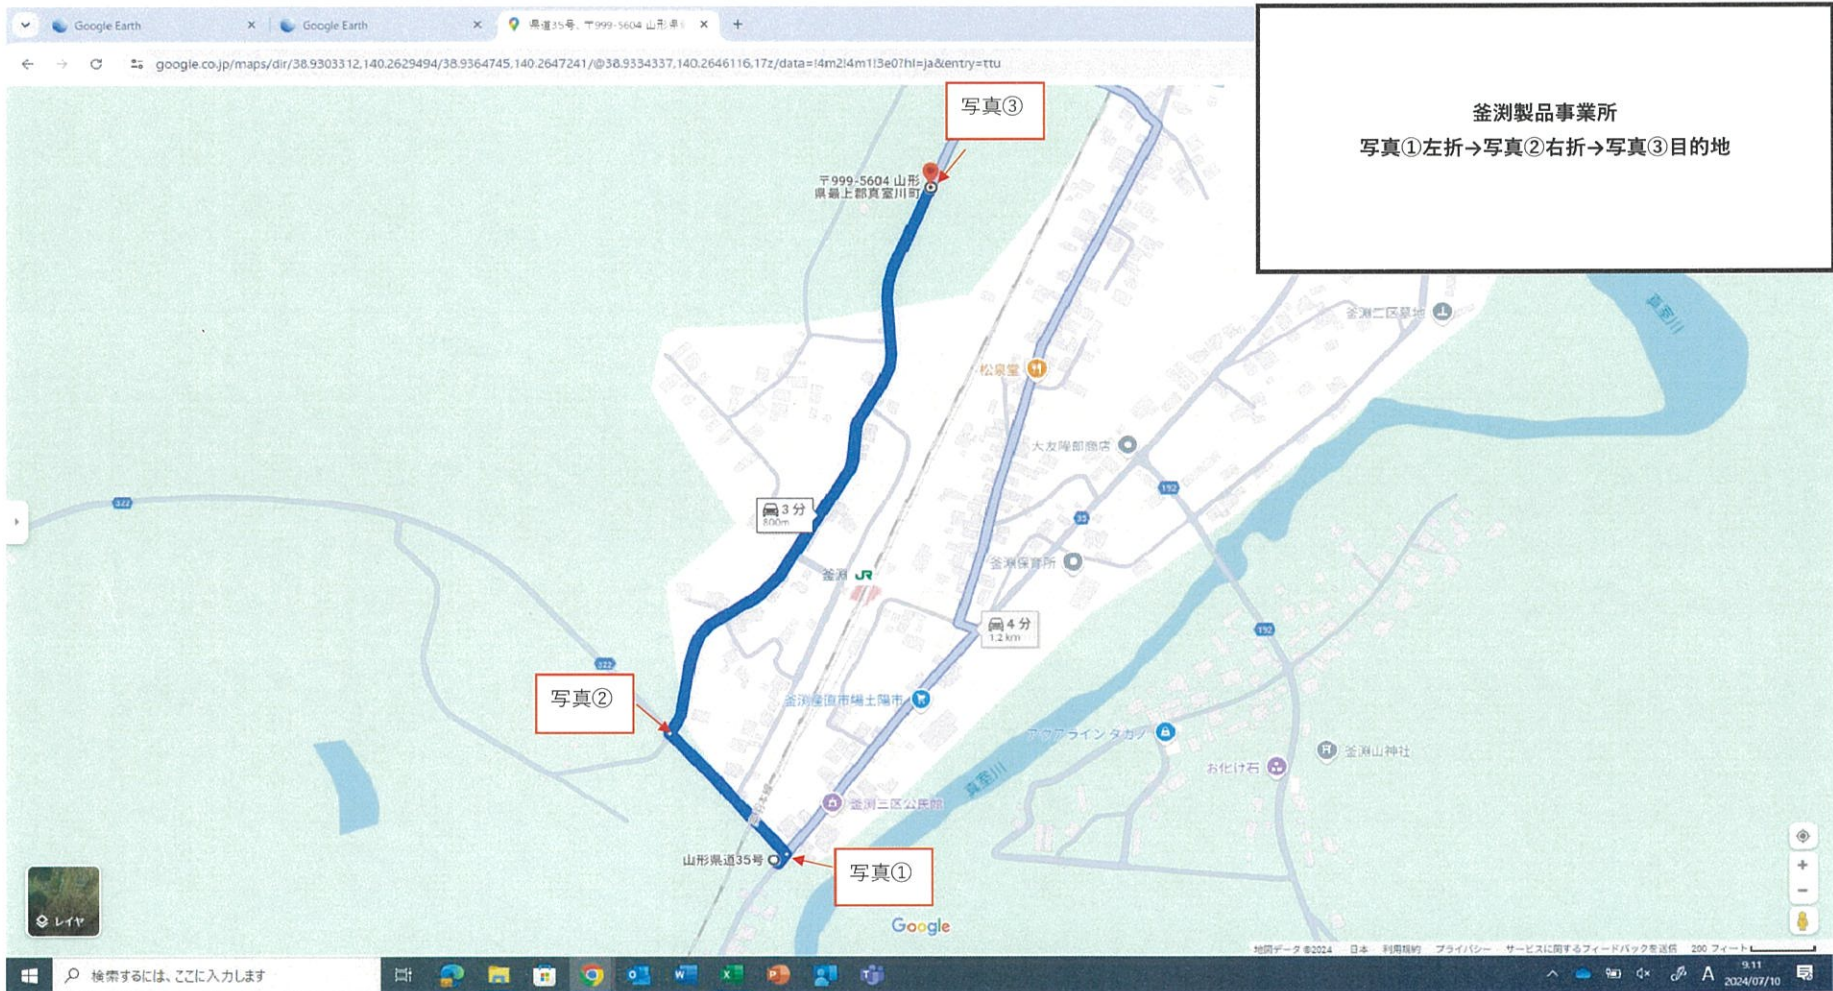 Google Earth
Google Earth
県道35号、〒999-5604 山形県
google.co.jp/maps/dir/38.9303312,140.2629494/38.9364745,140.2647241/@38.9334337,140.2646116,17z/data=!4m2!4m1!3e0?hl=ja&entry=ttu
釜渕製品事業所
写真①左折→写真②右折→写真③目的地
写真③
〒999-5604 山形
県最上郡真室川町
真室川
釜淵二区墓地
松泉堂
大友隆郎商店
322
192
3 分
800m
35
釜淵保育所
釜淵 JR
4 分
1.2 km
192
322
写真②
釜淵産直市場土陽市
アクアライン タカノ
釜淵山神社
お化け石
真室川
釜淵三区公民館
山形県道35号
写真①
レイヤ
Google
地図データ ©2024 日本 利用規約 プライバシー サービスに関するフィードバックを送信 200 フィート
検索するには、ここに入力します
A
9:11
2024/07/10